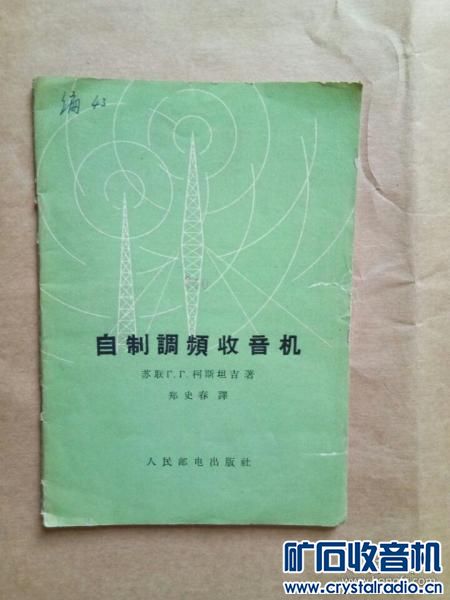 编 43
自制調頻收音机
苏联Г.Г.柯斯坦吉著
郑史春譯
人民邮电出版社
矿石收音机
www.crystalradio.cn